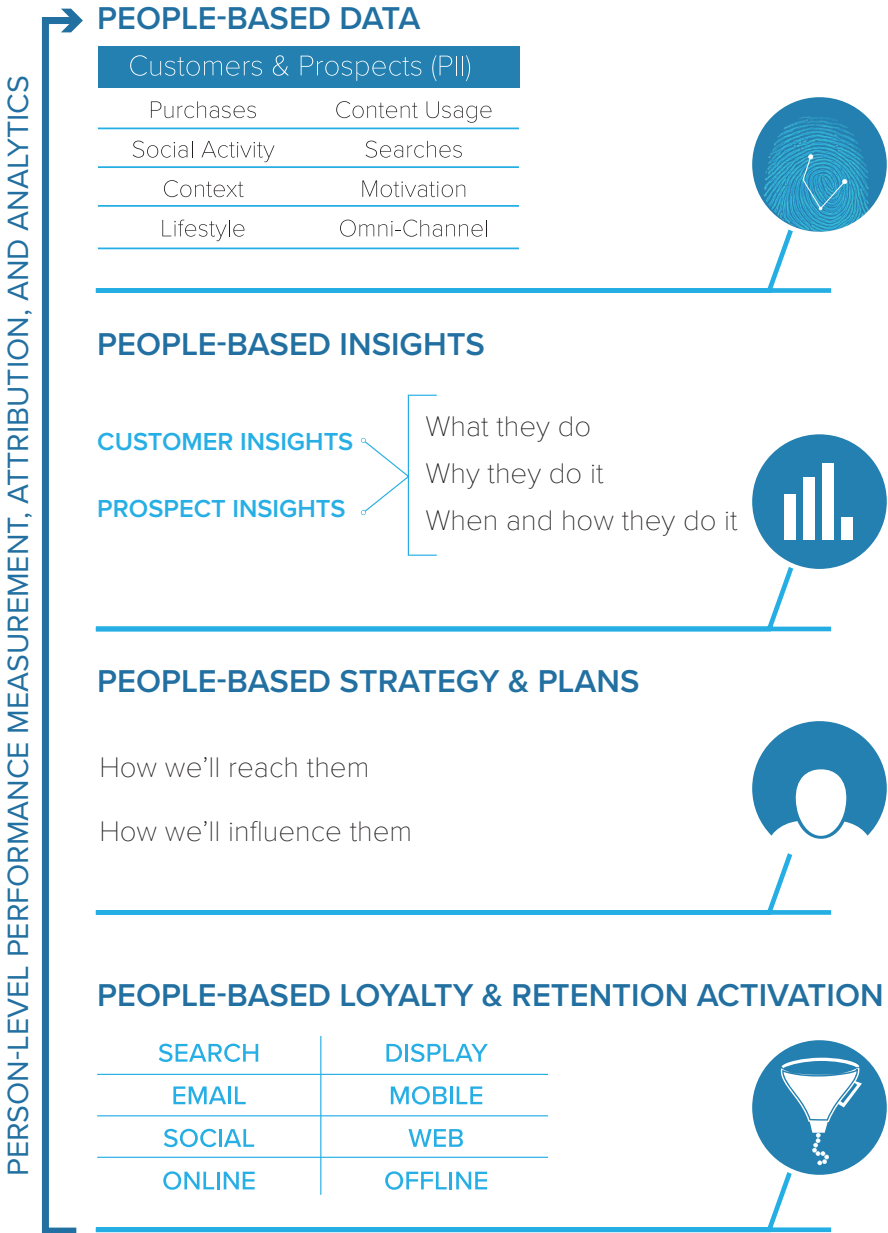 PERSON-LEVEL PERFORMANCE MEASUREMENT, ATTRIBUTION, AND ANALYTICS
PEOPLE-BASED DATA
Customers & Prospects (PII)
Purchases Content Usage
Social Activity Searches
Context Motivation
Lifestyle Omni-Channel
PEOPLE-BASED INSIGHTS
CUSTOMER INSIGHTS
PROSPECT INSIGHTS
What they do
Why they do it
When and how they do it
PEOPLE-BASED STRATEGY & PLANS
How we’ll reach them
How we’ll influence them
PEOPLE-BASED LOYALTY & RETENTION ACTIVATION
SEARCH DISPLAY
EMAIL MOBILE
SOCIAL WEB
ONLINE OFFLINE